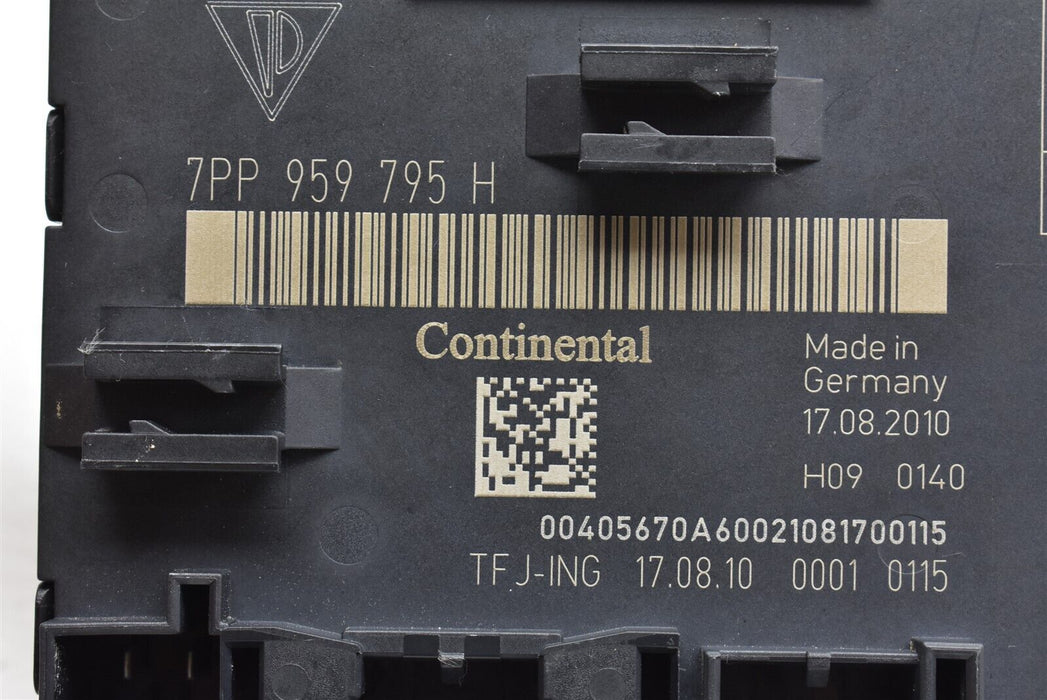 7PP 959 795 H
Continental
Made in
Germany
17.08.2010
H09 0140
00405670A60021081700115
TFJ-ING 17.08.10 0001 0115